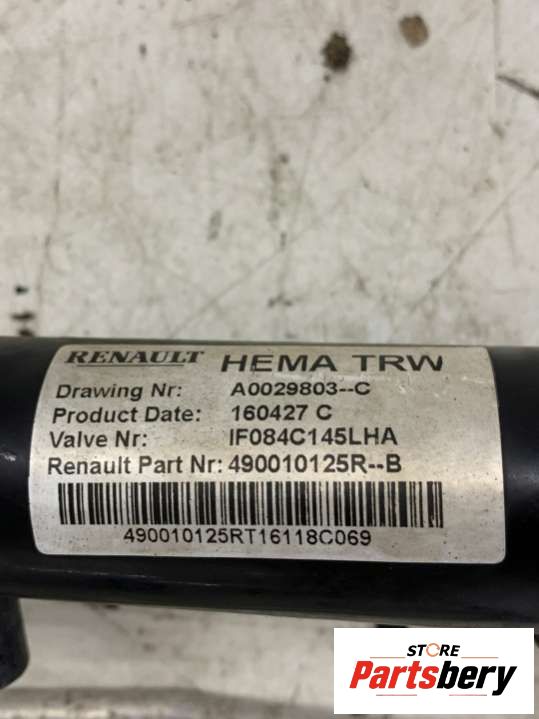 RENAULT HEMA TRW
Drawing Nr: A0029803--C
Product Date: 160427 C
Valve Nr: IF084C145LHA
Renault Part Nr: 490010125R--B
490010125RT16118C069
STORE
Partsbery